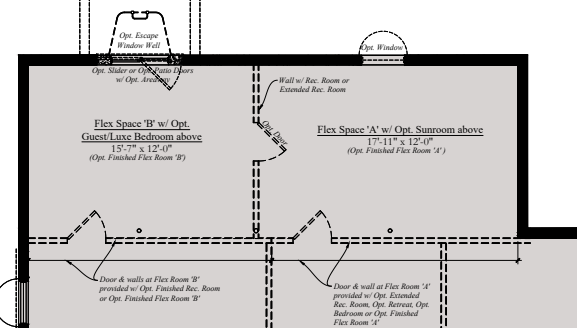 Opt. Escape
Window Well
Opt. Window
Opt. Slider or Opt. Patio Doors
w/ Opt. Areaway
Wall w/ Rec. Room or
Extended Rec. Room
Flex Space 'B' w/ Opt.
Guest/Luxe Bedroom above
15'-7" x 12'-0"
(Opt. Finished Flex Room 'B')
Opt. Door
Flex Space 'A' w/ Opt. Sunroom above
17'-11" x 12'-0"
(Opt. Finished Flex Room 'A' )
Door & walls at Flex Room 'B'
provided w/ Opt. Finished Rec. Room
or Opt. Finished Flex Room 'B'
Door & wall at Flex Room 'A'
provided w/ Opt. Extended
Rec. Room, Opt. Retreat, Opt.
Bedroom or Opt. Finished
Flex Room 'A'